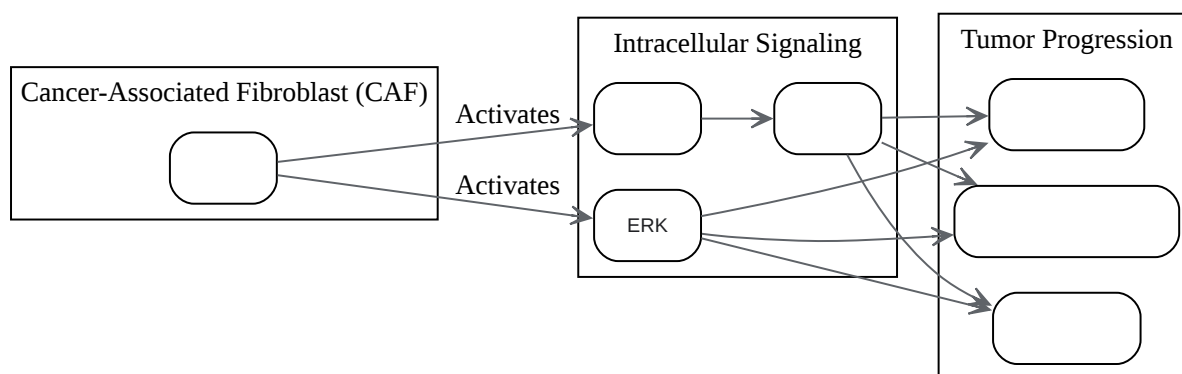 Cancer-Associated Fibroblast (CAF)
Activates
Activates
Intracellular Signaling
ERK
Tumor Progression